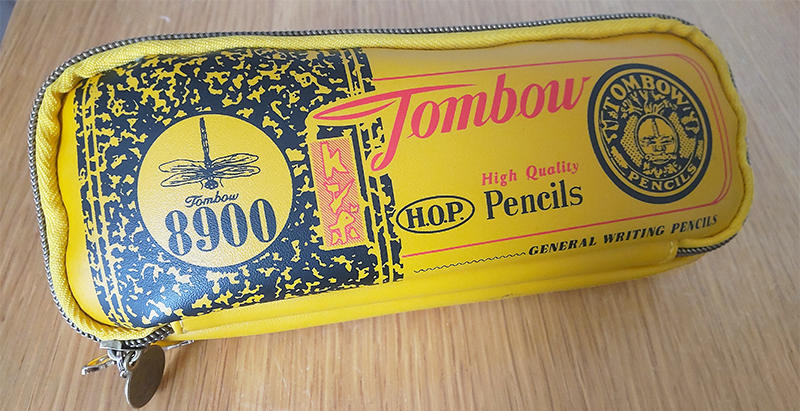 Tombow
8900
トンボ
Tombow
High Quality
H.O.P. Pencils
GENERAL WRITING PENCILS
TOMBOW
PENCILS